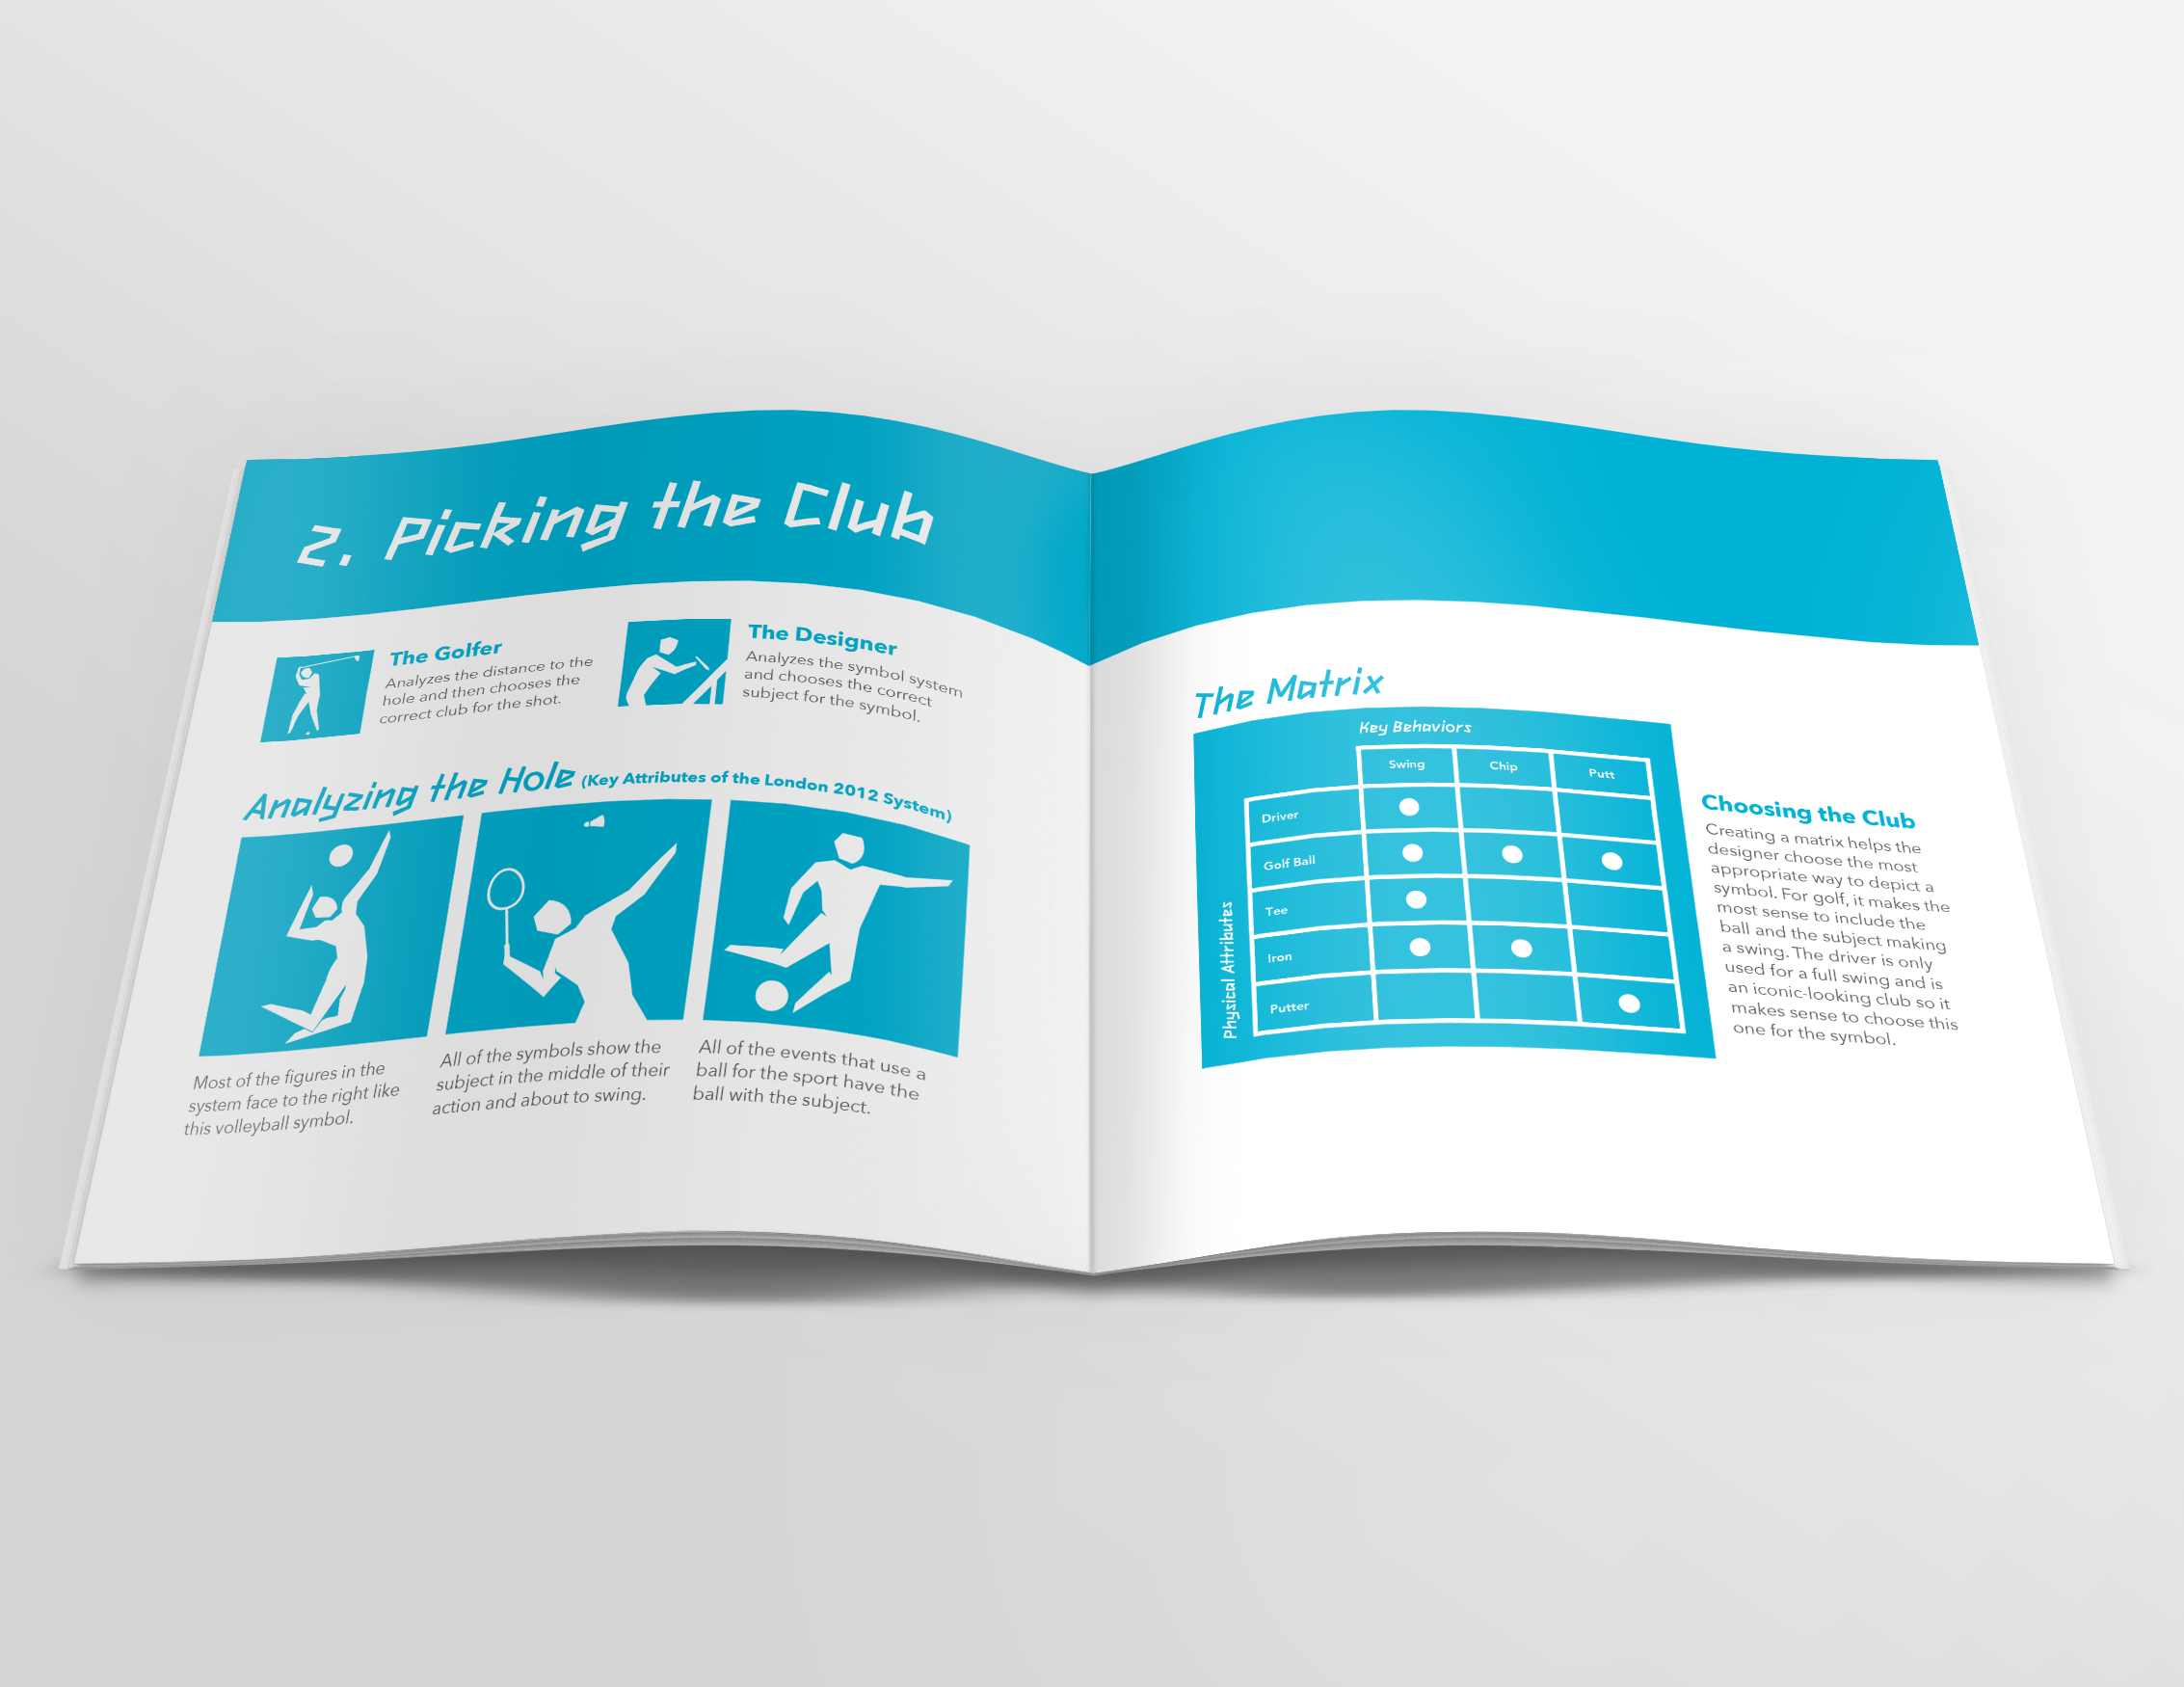 2. Picking the Club
The Golfer
Analyzes the distance to the
hole and then chooses the
correct club for the shot.
The Designer
Analyzes the symbol system
and chooses the correct
subject for the symbol.
Analyzing the Hole (Key Attributes of the London 2012 System)
Most of the figures in the
system face to the right like
this volleyball symbol.
All of the symbols show the
subject in the middle of their
action and about to swing.
All of the events that use a
ball for the sport have the
ball with the subject.
The Matrix
Key Behaviors
Swing Chip Putt
Physical Attributes
Driver
Golf Ball
Tee
Iron
Putter
Choosing the Club
Creating a matrix helps the
designer choose the most
appropriate way to depict a
symbol. For golf, it makes the
most sense to include the
ball and the subject making
a swing. The driver is only
used for a full swing and is
an iconic-looking club so it
makes sense to choose this
one for the symbol.